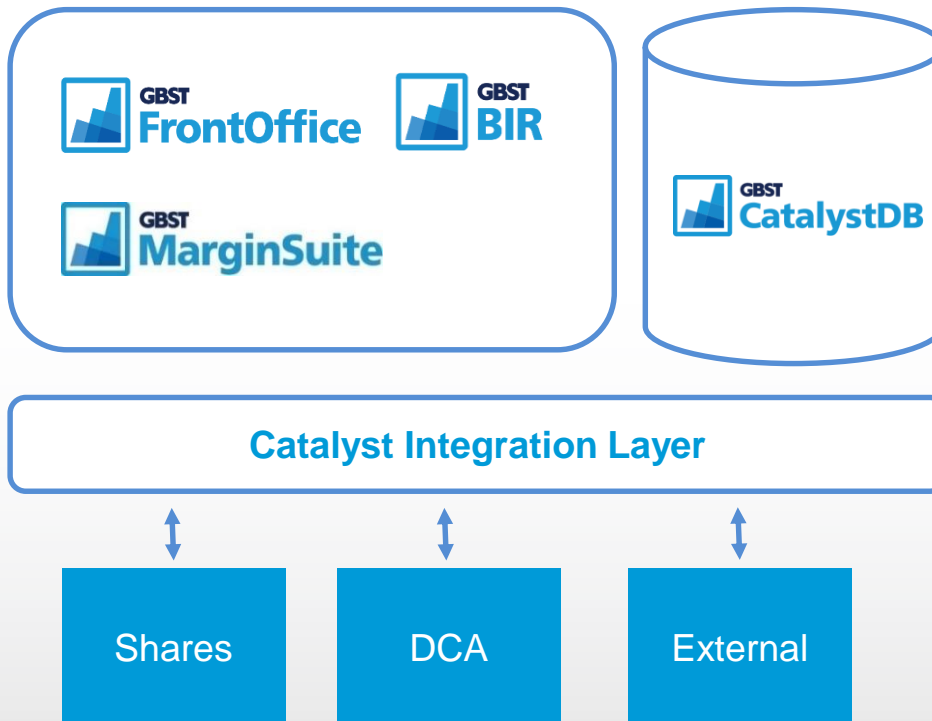 GBST
FrontOffice
GBST
BIR
GBST
MarginSuite
GBST
CatalystDB
Catalyst Integration Layer
Shares
DCA
External